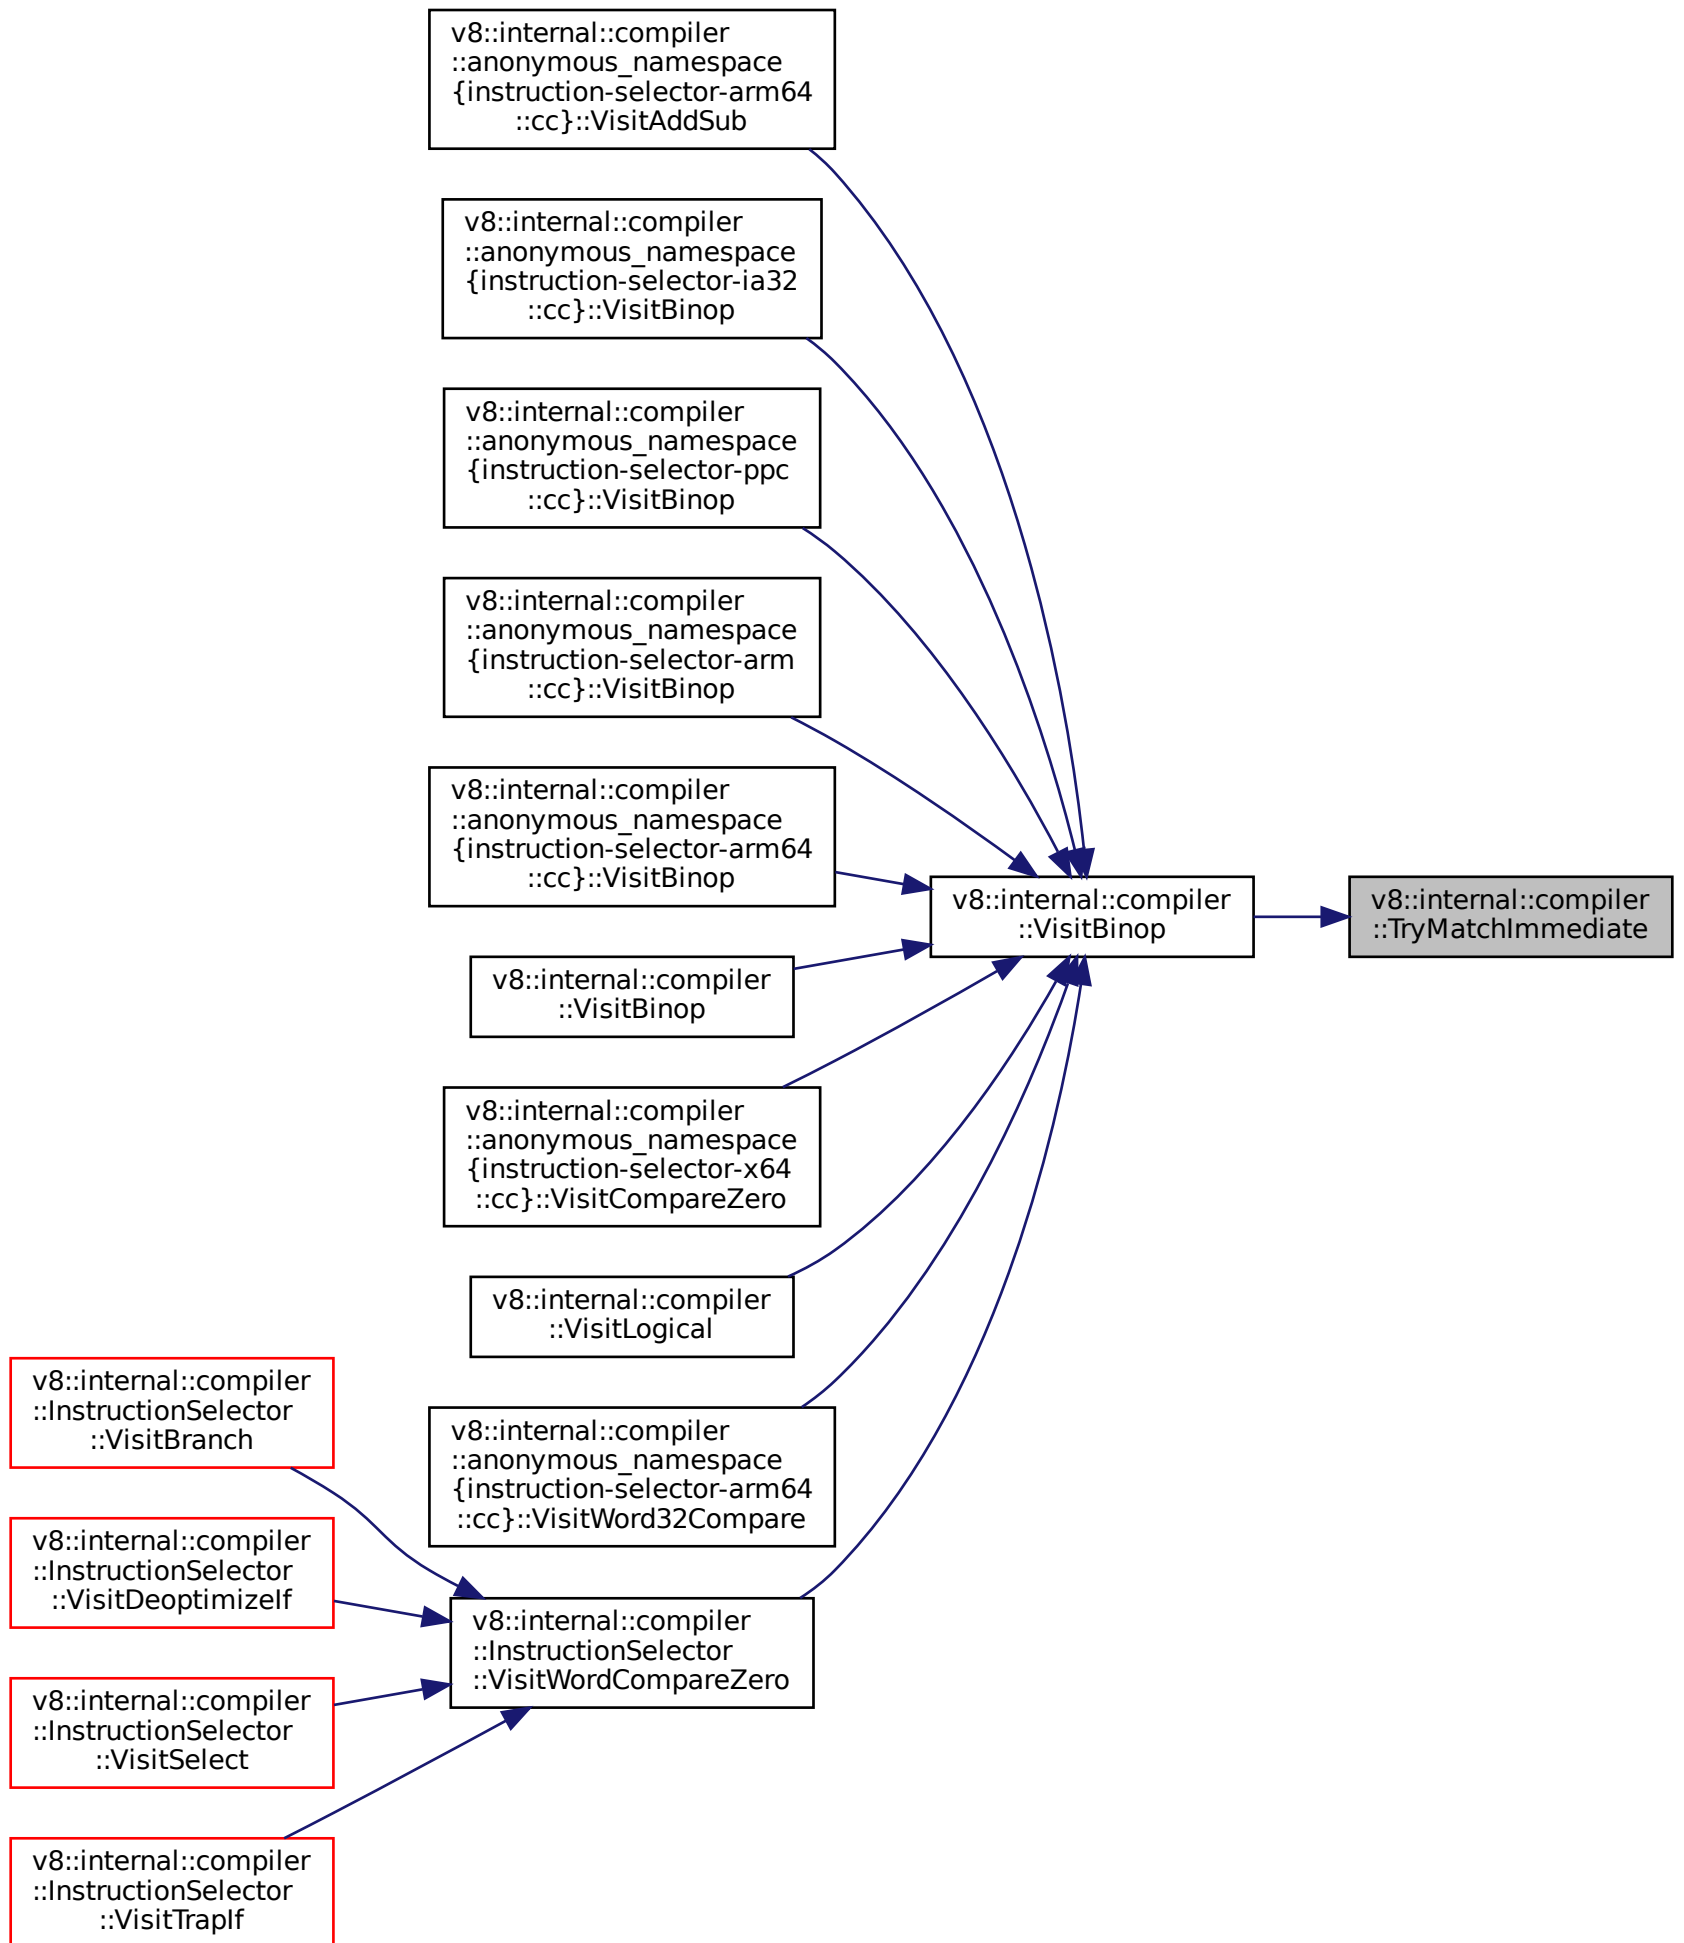 v8::internal::compiler
::anonymous_namespace
{instruction-selector-arm64
::cc}::VisitAddSub
v8::internal::compiler
::anonymous_namespace
{instruction-selector-ia32
::cc}::VisitBinop
v8::internal::compiler
::anonymous_namespace
{instruction-selector-ppc
::cc}::VisitBinop
v8::internal::compiler
::anonymous_namespace
{instruction-selector-arm
::cc}::VisitBinop
v8::internal::compiler
::anonymous_namespace
{instruction-selector-arm64
::cc}::VisitBinop
v8::internal::compiler
::VisitBinop
v8::internal::compiler
::TryMatchImmediate
v8::internal::compiler
::VisitBinop
v8::internal::compiler
::anonymous_namespace
{instruction-selector-x64
::cc}::VisitCompareZero
v8::internal::compiler
::VisitLogical
v8::internal::compiler
::InstructionSelector
::VisitBranch
v8::internal::compiler
::anonymous_namespace
{instruction-selector-arm64
::cc}::VisitWord32Compare
v8::internal::compiler
::InstructionSelector
::VisitDeoptimizeIf
v8::internal::compiler
::InstructionSelector
::VisitWordCompareZero
v8::internal::compiler
::InstructionSelector
::VisitSelect
v8::internal::compiler
::InstructionSelector
::VisitTrapIf